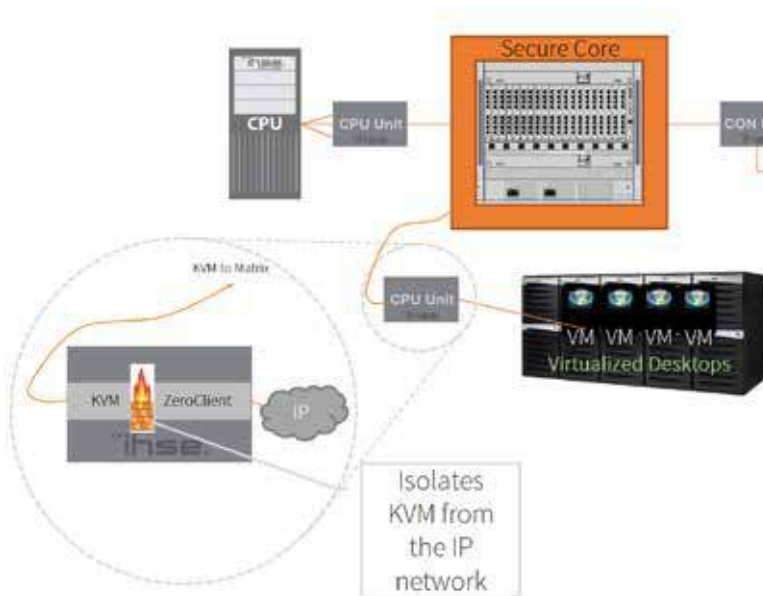 Secure Core
ihse
CPU
CPU Unit
CON U
KVM to Matrix
CPU Unit
VM VM VM VM
Virtualized Desktops
KVM
ZeroClient
IP
ihse
Isolates
KVM from
the IP
network